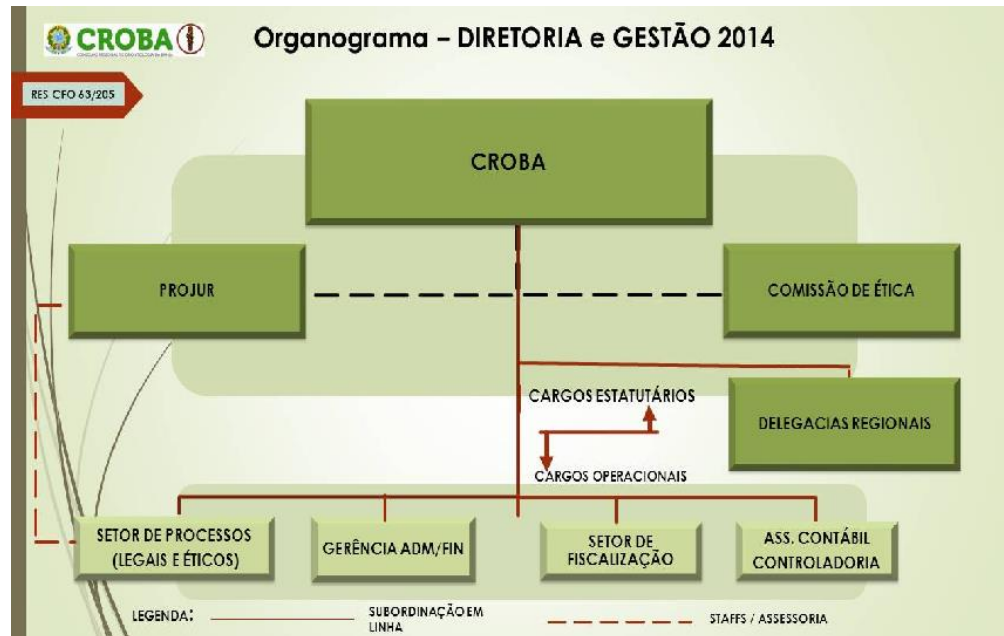 CROBA
Organograma – DIRETORIA e GESTÃO 2014
RES CFO 63/205
CROBA
PROJUR
COMISSÃO DE ÉTICA
CARGOS ESTATUTÁRIOS
DELEGACIAS REGIONAIS
CARGOS OPERACIONAIS
SETOR DE PROCESSOS
(LEGAIS E ÉTICOS)
GERÊNCIA ADM/FIN
SETOR DE
FISCALIZAÇÃO
ASS. CONTÁBIL
CONTROLADORIA
LEGENDA:
SUBORDINAÇÃO EM
LINHA
STAFFS / ASSESSORIA